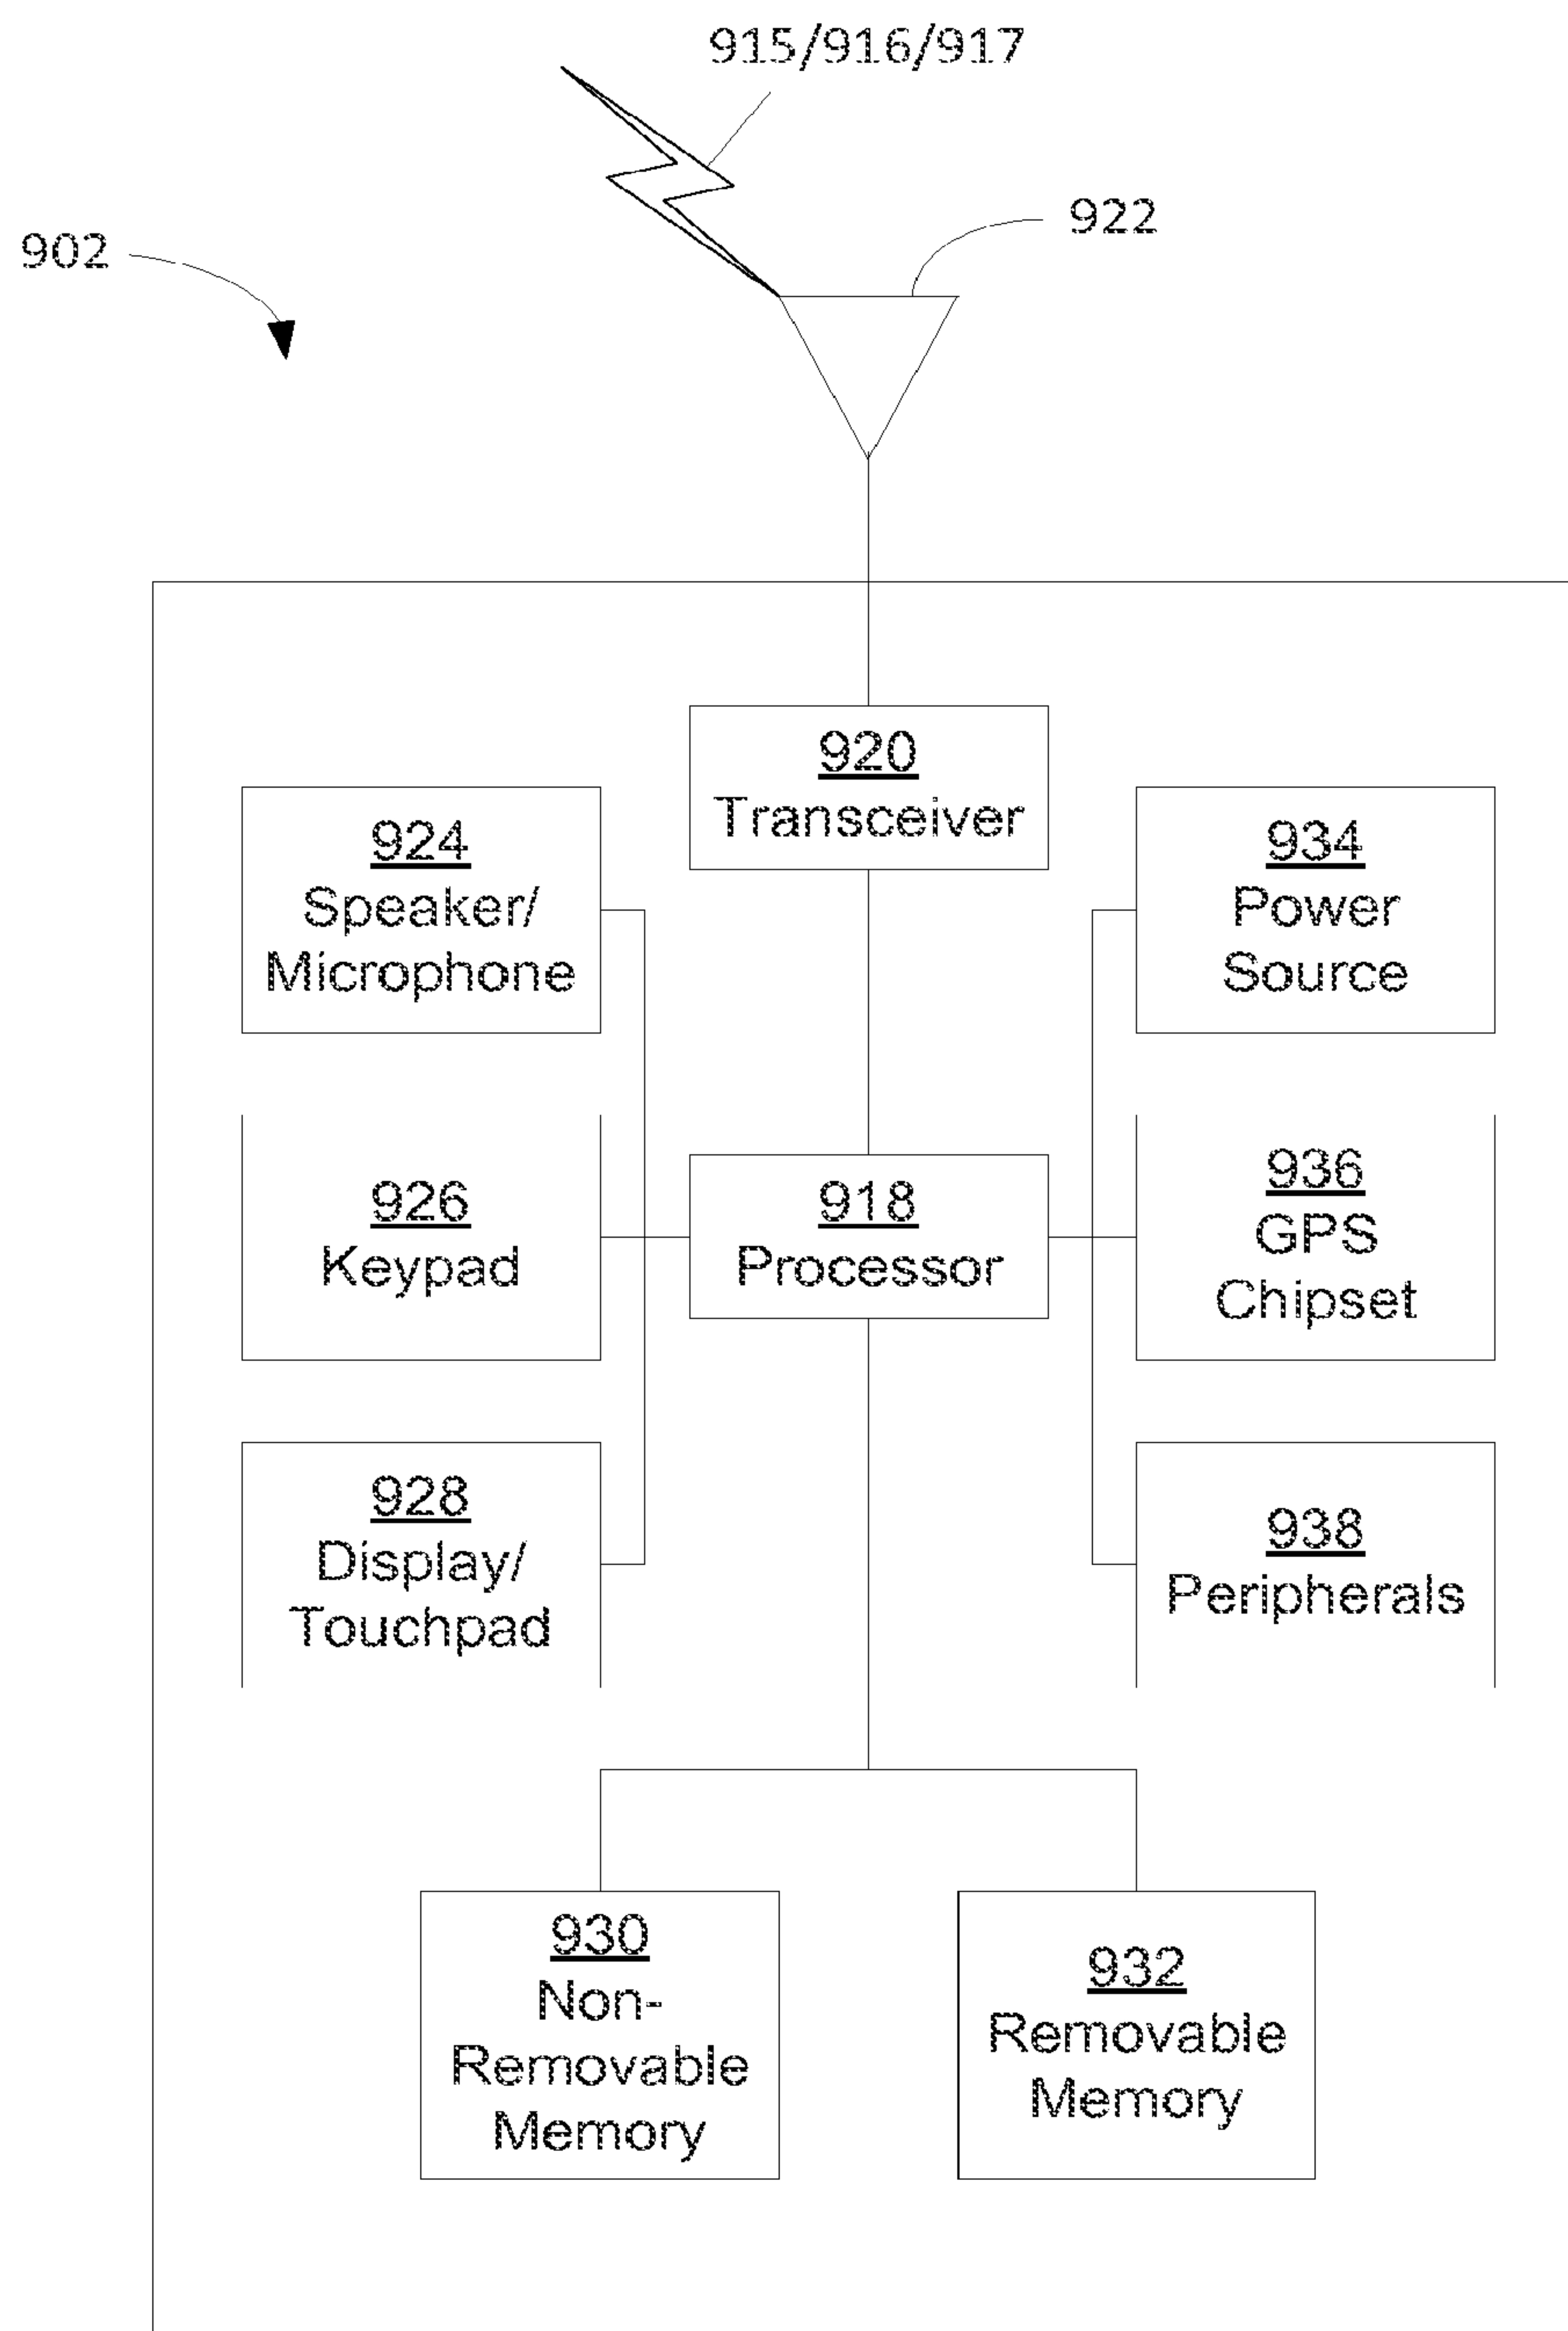 915/916/917
922
902
920
Transceiver
924
Speaker/
Microphone
934
Power
Source
926
Keypad
918
Processor
936
GPS
Chipset
928
Display/
Touchpad
938
Peripherals
930
Non-
Removable
Memory
932
Removable
Memory